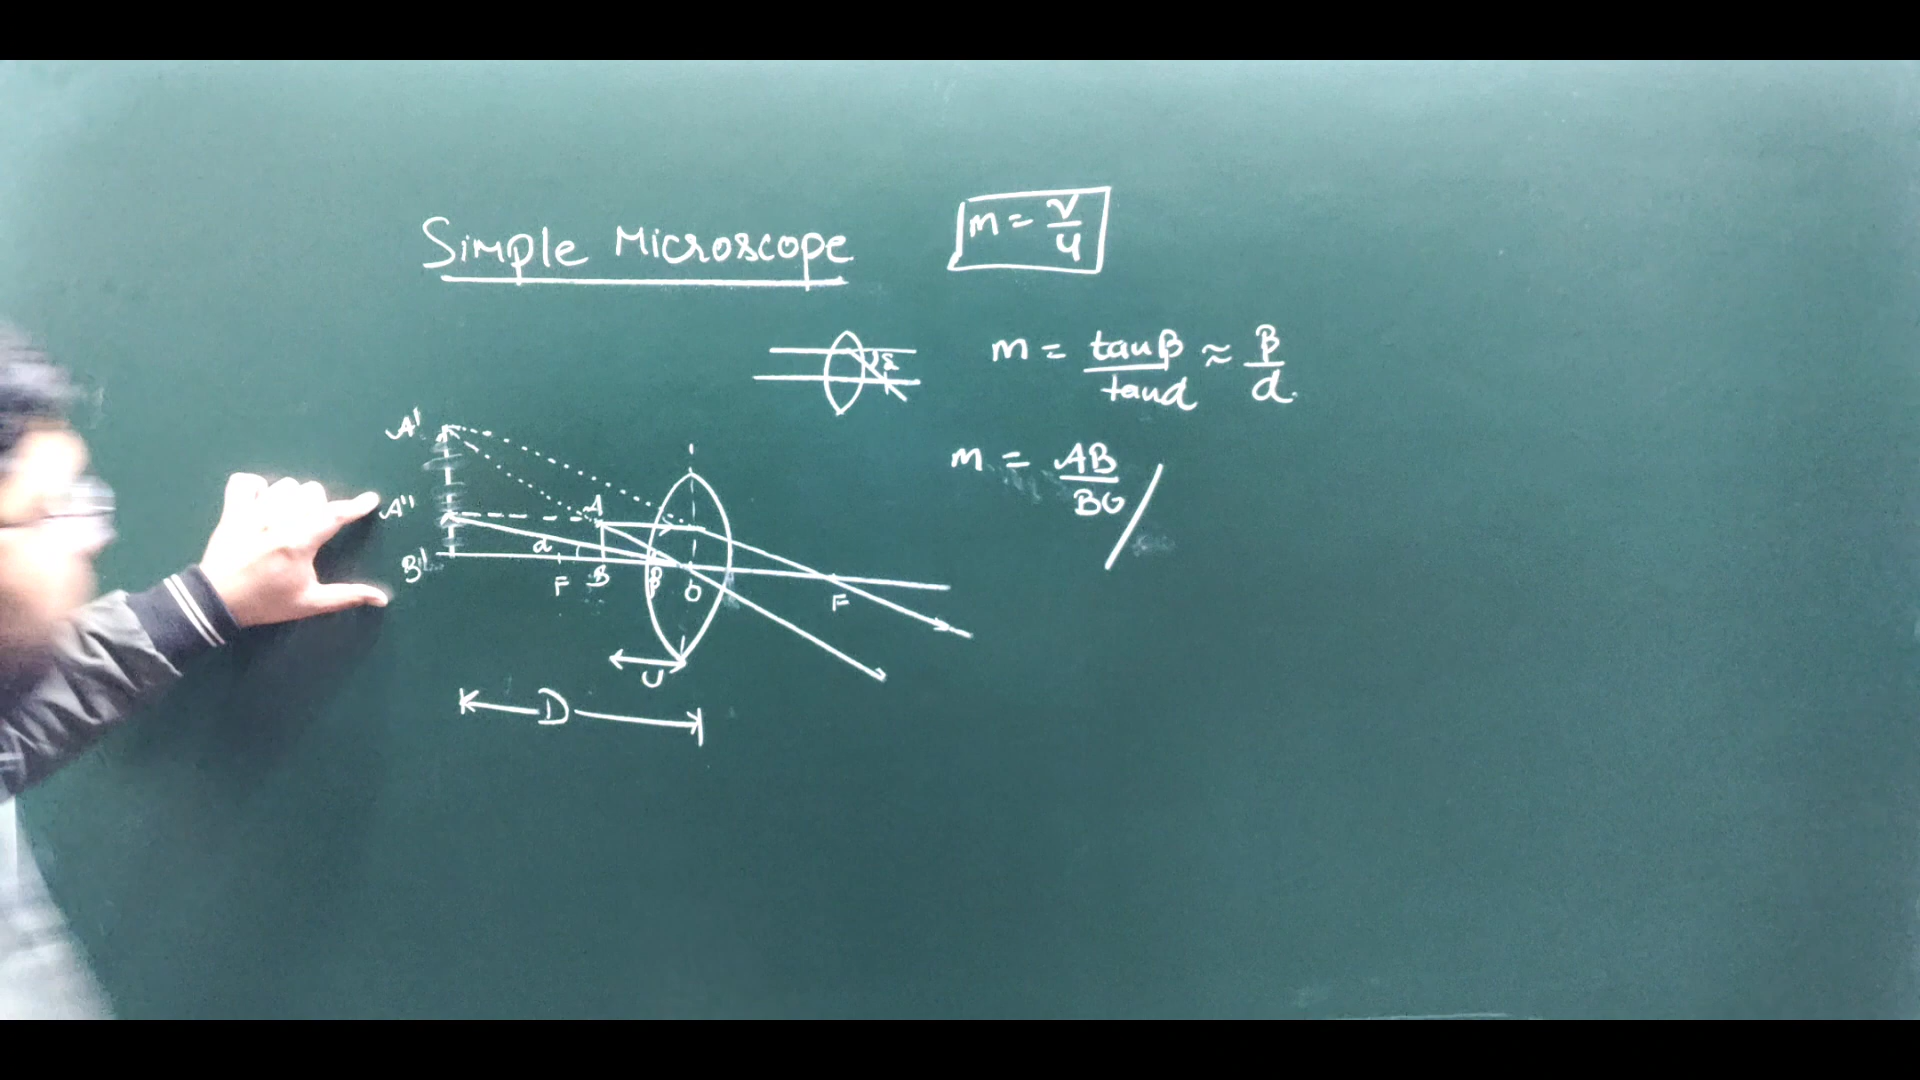 Simple Microscope
m = v/u
δ
m = tanβ/tanα ≈ β/α.
m = AB/BO /
A'
A"
A
α
B'
F B β O
F
U
D